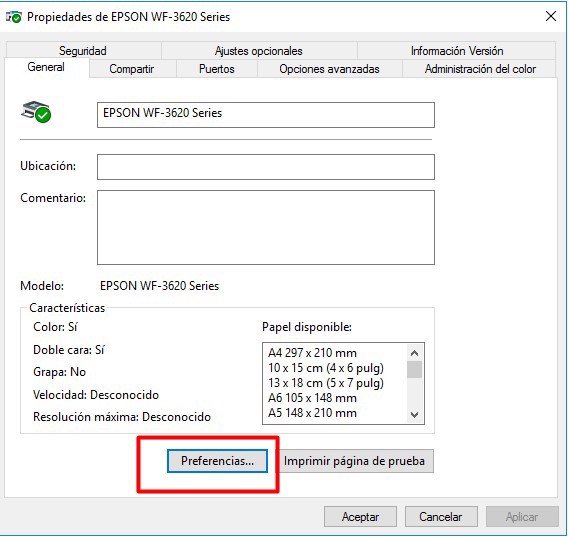 Propiedades de EPSON WF-3620 Series
Seguridad Ajustes opcionales Información Versión
General Compartir Puertos Opciones avanzadas Administración del color
EPSON WF-3620 Series
Ubicación:
Comentario:
Modelo: EPSON WF-3620 Series
Características
Color: Sí
Doble cara: Sí
Grapa: No
Velocidad: Desconocido
Resolución máxima: Desconocido
Papel disponible:
A4 297 x 210 mm
10 x 15 cm (4 x 6 pulg)
13 x 18 cm (5 x 7 pulg)
A6 105 x 148 mm
A5 148 x 210 mm
Preferencias... Imprimir página de prueba
Aceptar Cancelar Aplicar